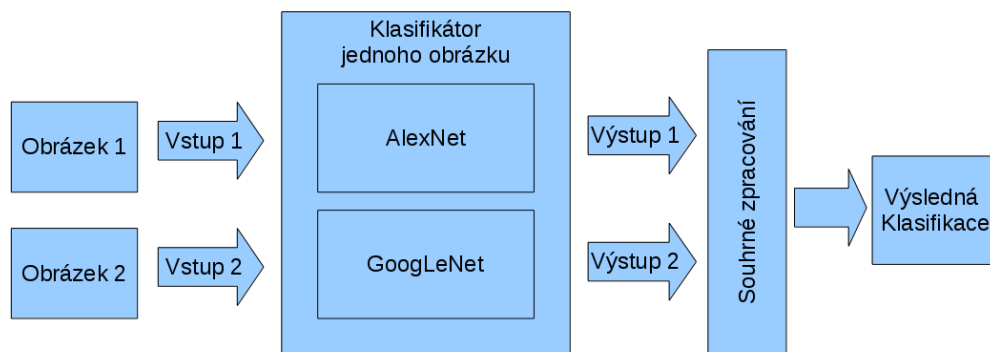 Obrázek 1
Vstup 1
Obrázek 2
Vstup 2
Klasifikátor
jednoho obrázku
AlexNet
GoogLeNet
Výstup 1
Výstup 2
Souhrné zpracování
Výsledná
Klasifikace